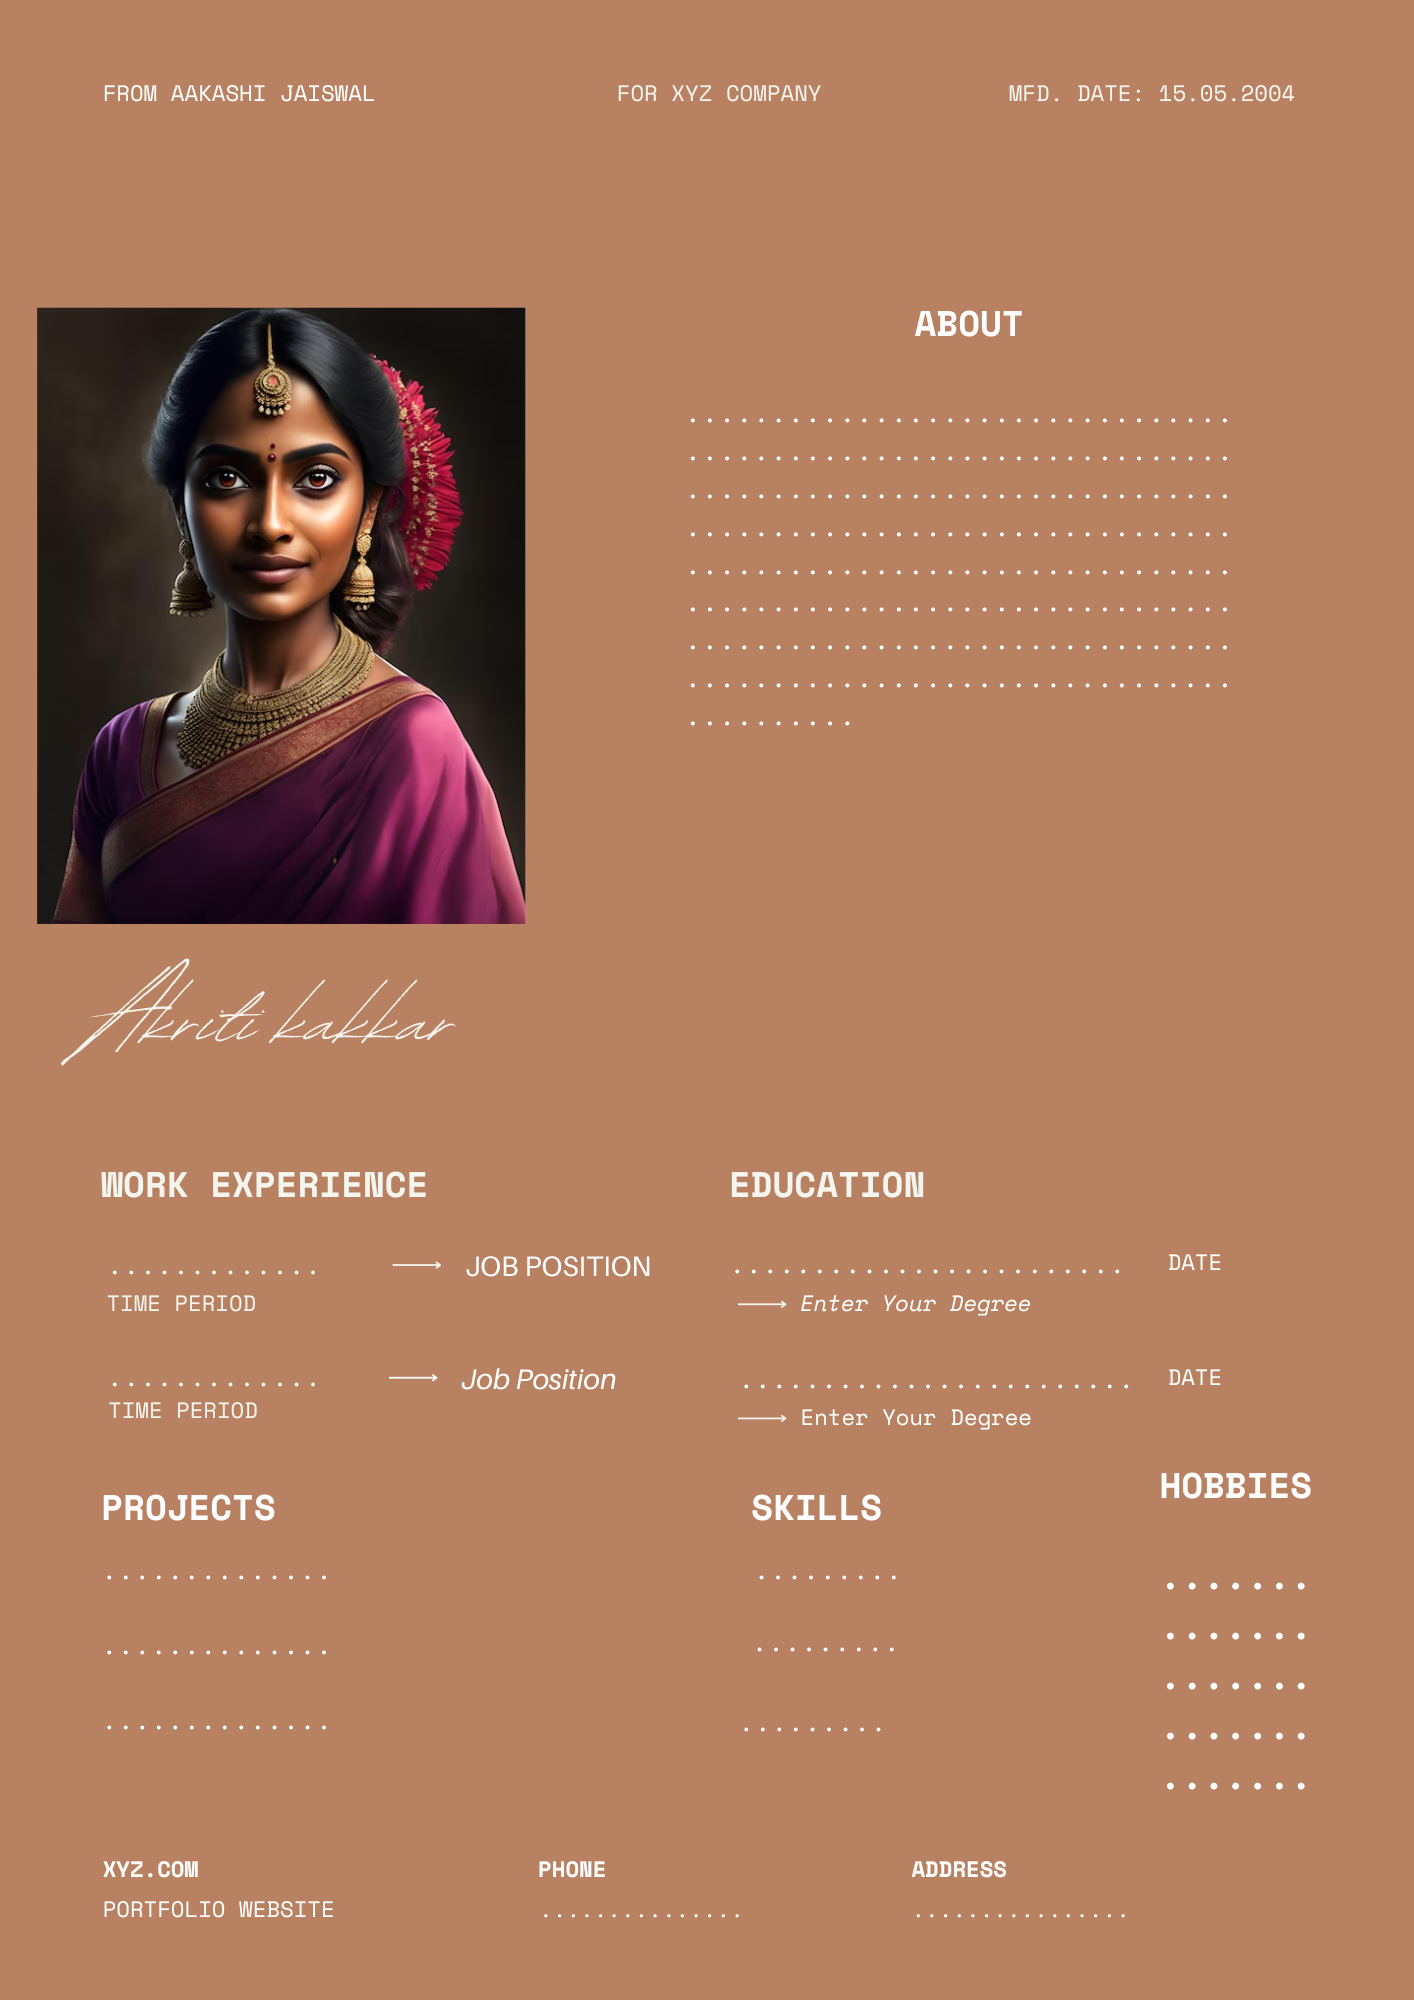 FROM AAKASHI JAISWAL
FOR XYZ COMPANY
MFD. DATE: 15.05.2004
ABOUT
. . . . . . . . . . . . . . . . . . . . . . . . . . . . . . . .
. . . . . . . . . . . . . . . . . . . . . . . . . . . . . . . .
. . . . . . . . . . . . . . . . . . . . . . . . . . . . . . . .
. . . . . . . . . . . . . . . . . . . . . . . . . . . . . . . .
. . . . . . . . . . . . . . . . . . . . . . . . . . . . . . . .
. . . . . . . . . . . . . . . . . . . . . . . . . . . . . . . .
. . . . . . . . . . . . . . . . . . . . . . . . . . . . . . . .
. . . . . . . . . . . . . . . . . . . . . . . . . . . . . . . .
. . . . . . . . . .
Akriti kakkar
WORK EXPERIENCE
............. → JOB POSITION
TIME PERIOD
............. → Job Position
TIME PERIOD
EDUCATION
........................ DATE
→ Enter Your Degree
........................ DATE
→ Enter Your Degree
PROJECTS
..............
..............
..............
SKILLS
.........
.........
.........
HOBBIES
.......
.......
.......
.......
.......
XYZ.COM
PORTFOLIO WEBSITE
PHONE
...............
ADDRESS
................